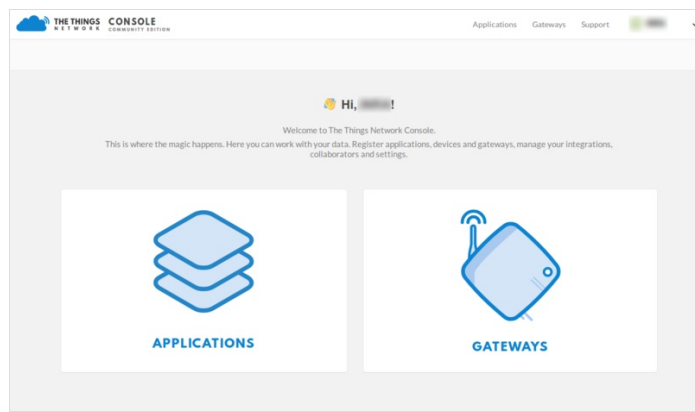 THE THINGS CONSOLE
NETWORK COMMUNITY EDITION
Applications Gateways Support
Hi, !
Welcome to The Things Network Console.
This is where the magic happens. Here you can work with your data. Register applications, devices and gateways, manage your integrations,
collaborators and settings.
APPLICATIONS
GATEWAYS